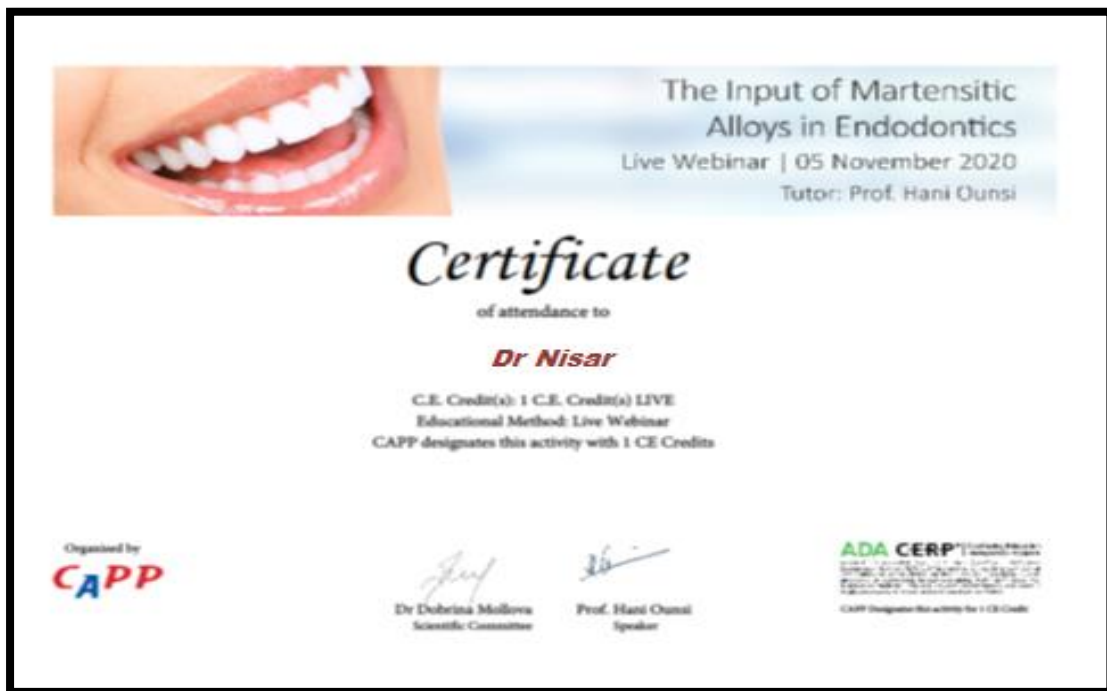 The Input of Martensitic
Alloys in Endodontics
Live Webinar | 05 November 2020
Tutor: Prof. Hani Ounsi
Certificate
of attendance to
Dr Nisar
C.E. Credit(s): 1 C.E. Credit(s) LIVE
Educational Method: Live Webinar
CAPP designates this activity with 1 CE Credits
Organised by
CAPP
Dr Dobrina Mollova
Scientific Committee
Prof. Hani Ounsi
Speaker
ADA CERP
CAPP Designates this activity for 1 CE Credit